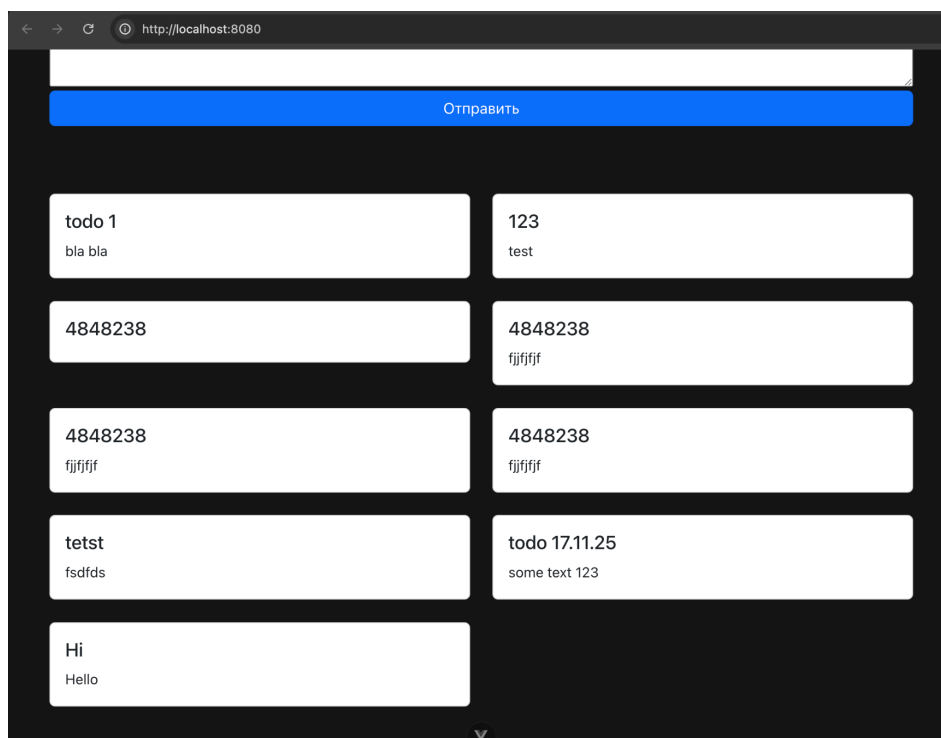 http://localhost:8080
Отправить
todo 1
bla bla
123
test
4848238
4848238
fjjfjfjf
4848238
fjjfjfjf
4848238
fjjfjfjf
tetst
fsdfds
todo 17.11.25
some text 123
Hi
Hello